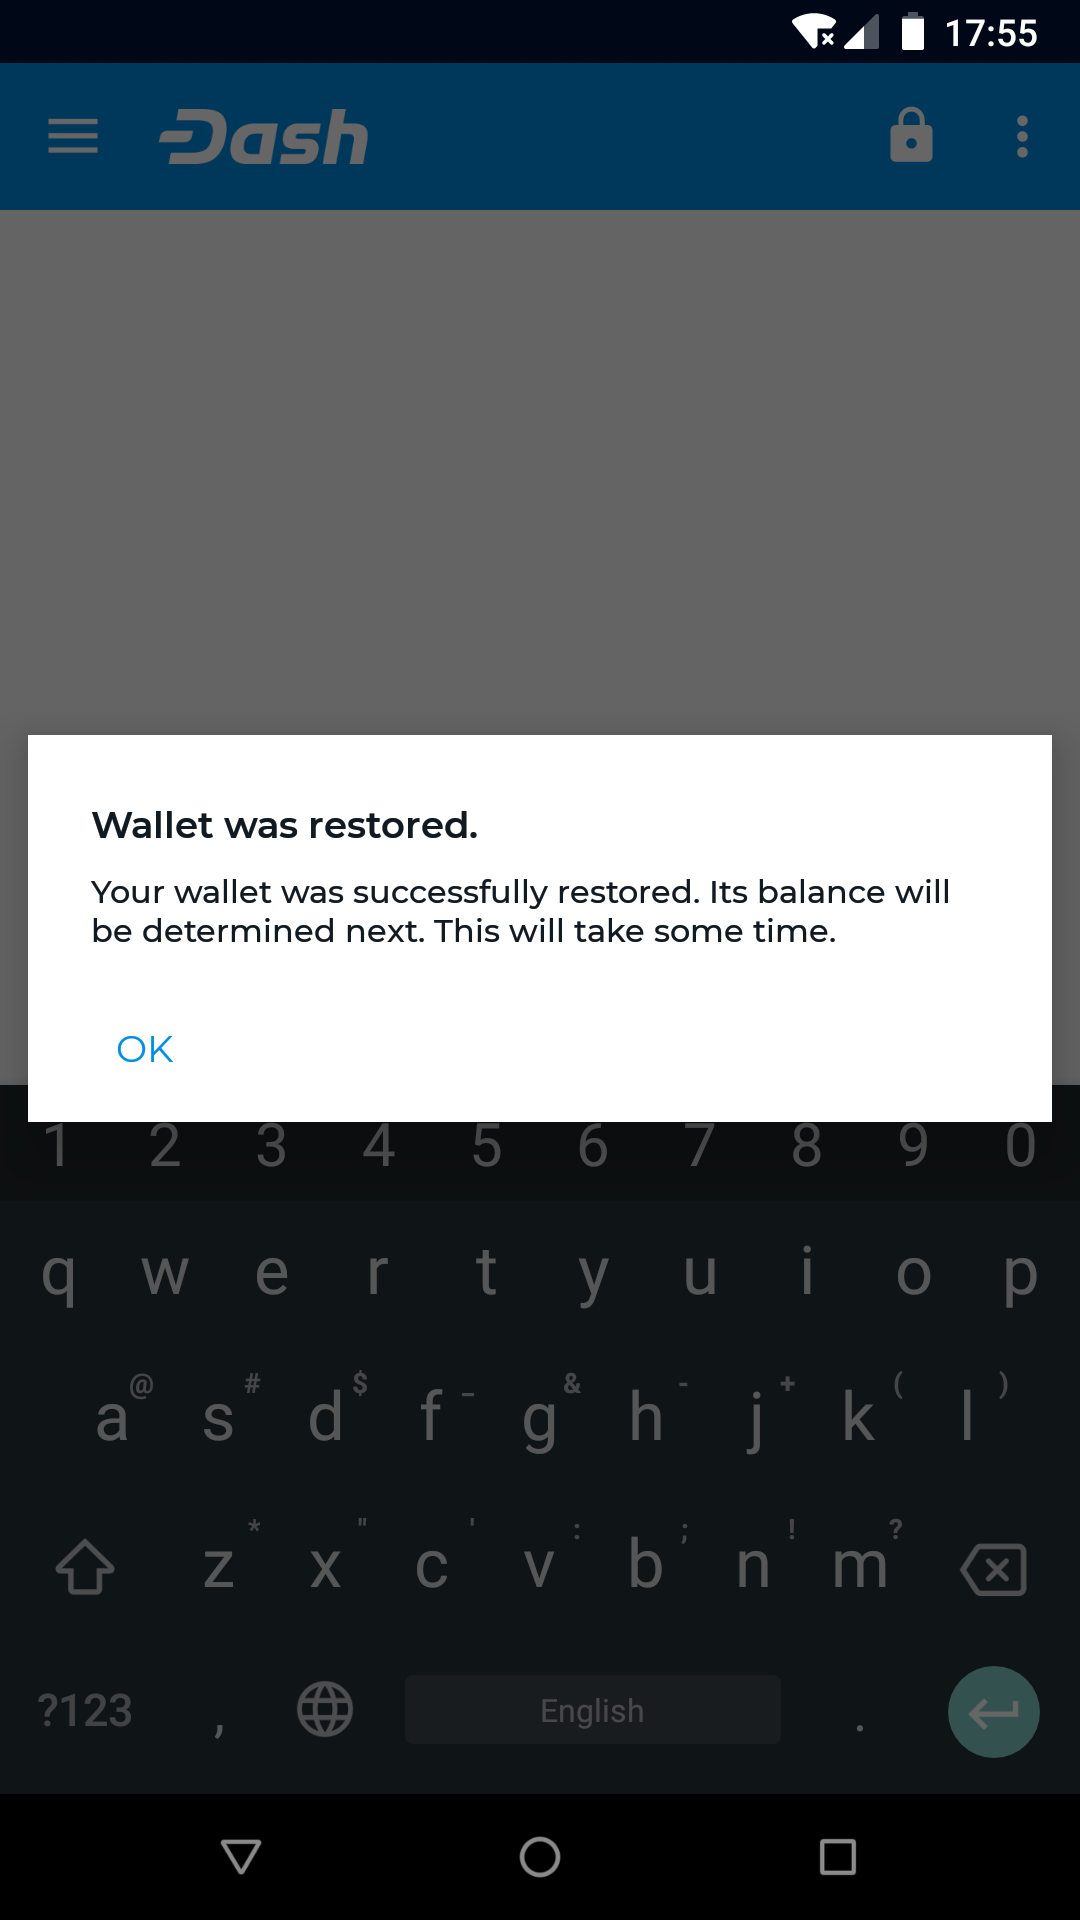 17:55
Dash
Wallet was restored.
Your wallet was successfully restored. Its balance will
be determined next. This will take some time.
OK
1 2 3 4 5 6 7 8 9 0
q w e r t y u i o p
@ # $ _ & - + ( )
a s d f g h j k l
* " ' : ; ! ?
z x c v b n m
?123 , English .